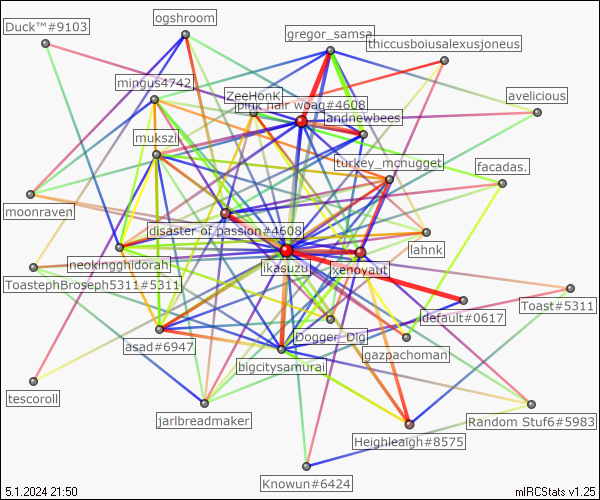 ogshroom
Duck™#9103
gregor_samsa
thiccusboiusalexusjoneus
mingus4742
ZeeHonK
pink hair woag#4608
avelicious
andnewbees
mukszil
turkey_mcnugget
facadas.
moonraven
disaster of passion#4608
lahnk
neokingghidorah
likasuzu
xenoyaut
ToastephBroseph5311#5311
Toast#5311
default#0617
Dogger_Dig
asad#6947
gazpachoman
bigcitysamurai
tescoroll
jarlbreadmaker
Random Stuf6#5983
Heighleaigh#8575
Knowun#6424
5.1.2024 21:50
mIRCStats v1.25